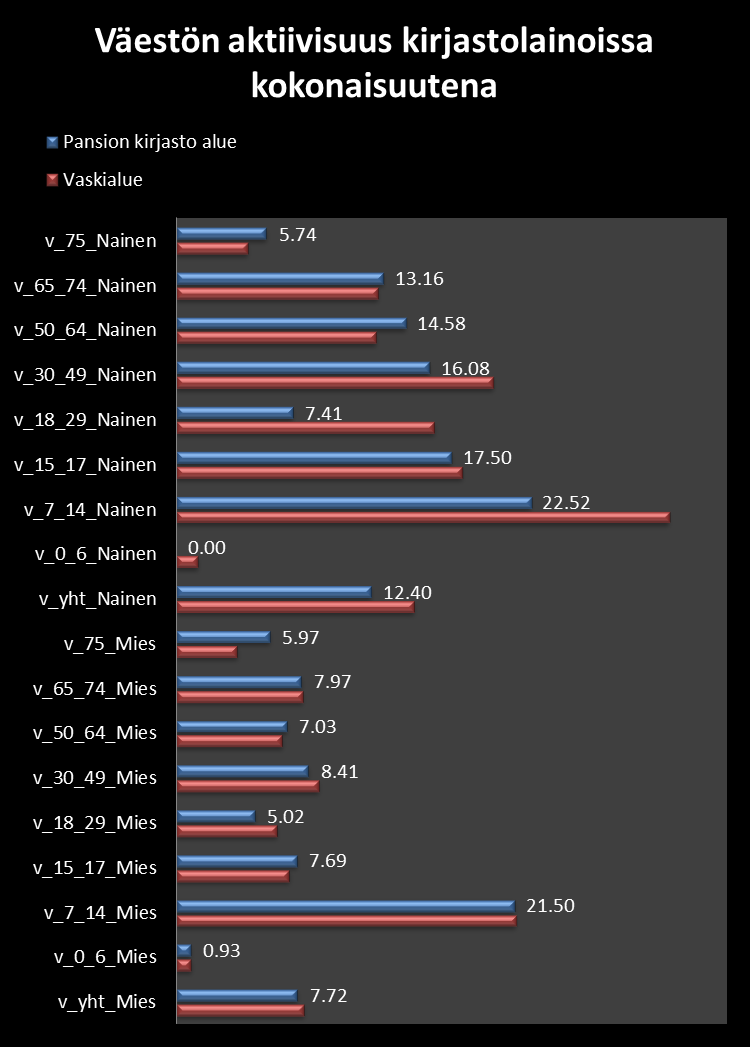 Väestön aktiivisuus kirjastolainoissa
kokonaisuutena
Pansion kirjasto alue
Vaskialue
v_75_Nainen 5.74
v_65_74_Nainen 13.16
v_50_64_Nainen 14.58
v_30_49_Nainen 16.08
v_18_29_Nainen 7.41
v_15_17_Nainen 17.50
v_7_14_Nainen 22.52
v_0_6_Nainen 0.00
v_yht_Nainen 12.40
v_75_Mies 5.97
v_65_74_Mies 7.97
v_50_64_Mies 7.03
v_30_49_Mies 8.41
v_18_29_Mies 5.02
v_15_17_Mies 7.69
v_7_14_Mies 21.50
v_0_6_Mies 0.93
v_yht_Mies 7.72